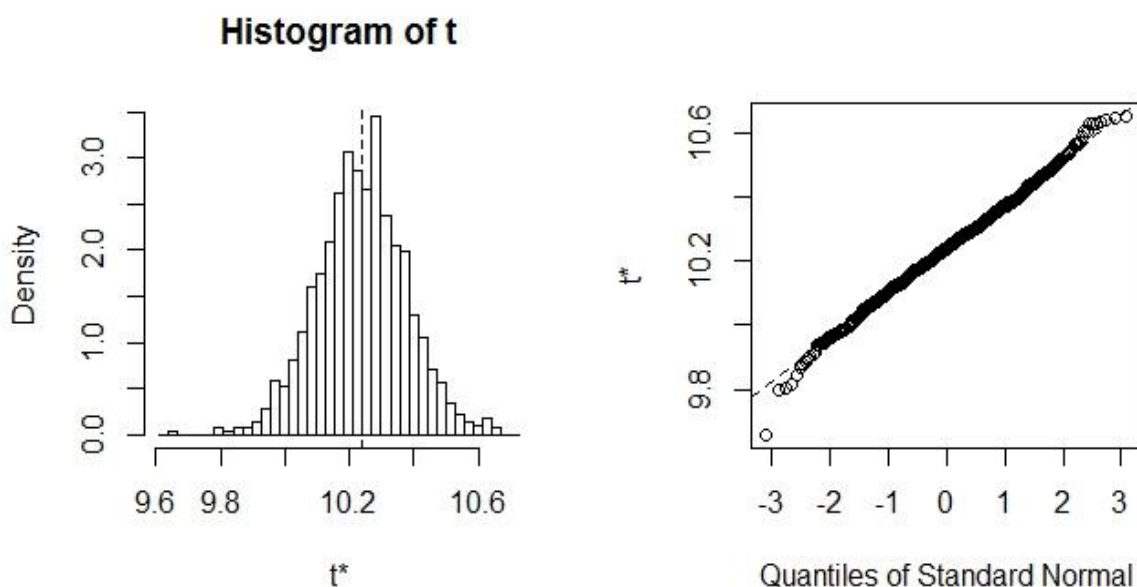 Histogram of t
Density
0.0 1.0 2.0 3.0
9.6 9.8 10.2 10.6
t*
t*
9.8 10.2 10.6
-3 -2 -1 0 1 2 3
Quantiles of Standard Normal